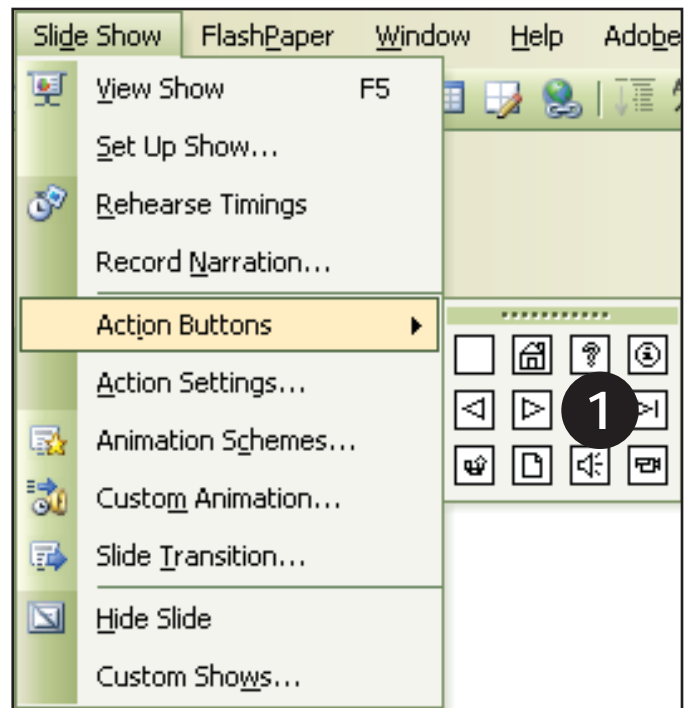 Slide Show FlashPaper Window Help Adobe
View Show F5
Set Up Show...
Rehearse Timings
Record Narration...
Action Buttons
Action Settings...
1
Animation Schemes...
Custom Animation...
Slide Transition...
Hide Slide
Custom Shows...